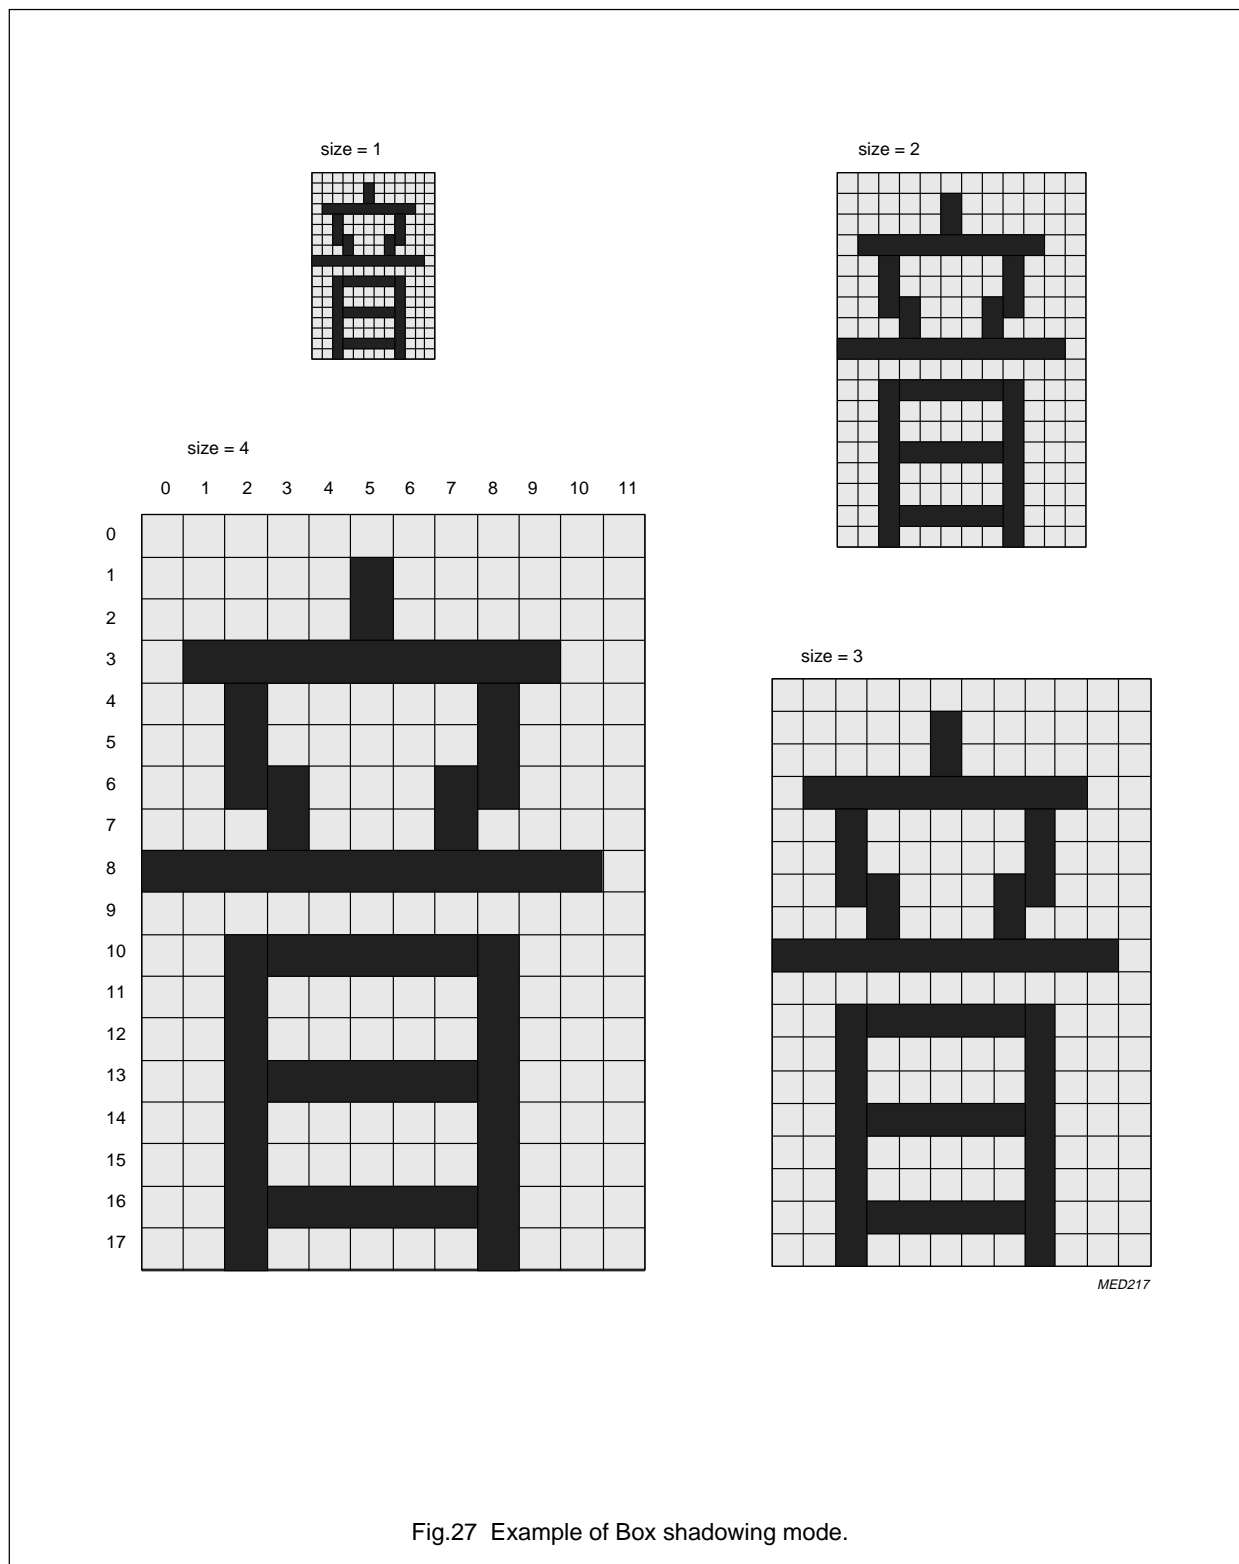 size = 1
size = 2
size = 4
0 1 2 3 4 5 6 7 8 9 10 11
0
1
2
3
4
5
6
7
8
9
10
11
12
13
14
15
16
17
size = 3
MED217
Fig.27 Example of Box shadowing mode.